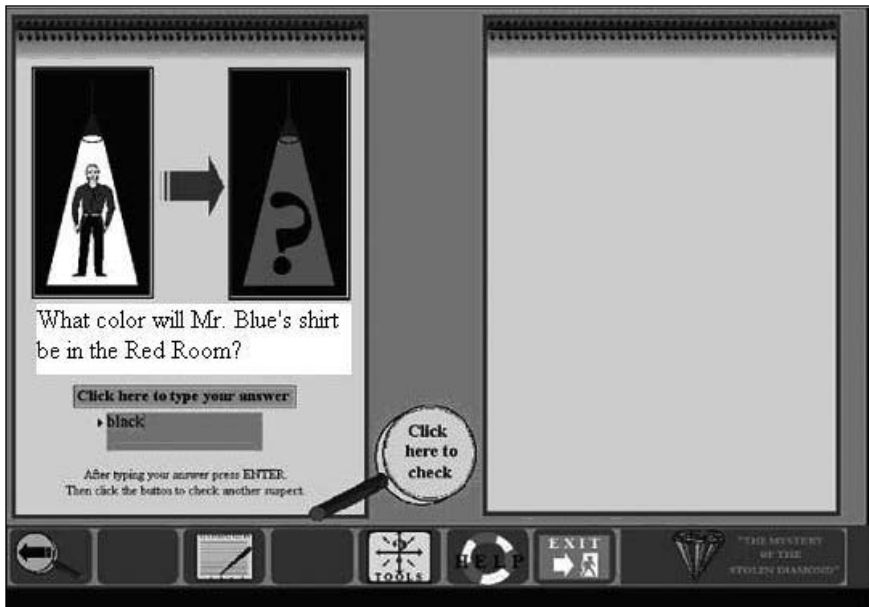 ?
What color will Mr. Blue's shirt
be in the Red Room?
Click here to type your answer
black
After typing your answer press ENTER.
Then click the button to check another suspect.
Click
here to
check
TOOLS
HELP
EXIT
"THE MYSTERY
OF THE
STOLEN DIAMOND"